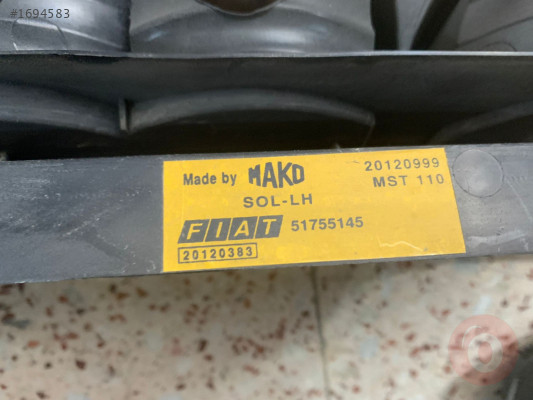 #1694583
Made by MAKO 20120999
SOL-LH MST 110
FIAT 51755145
20120383